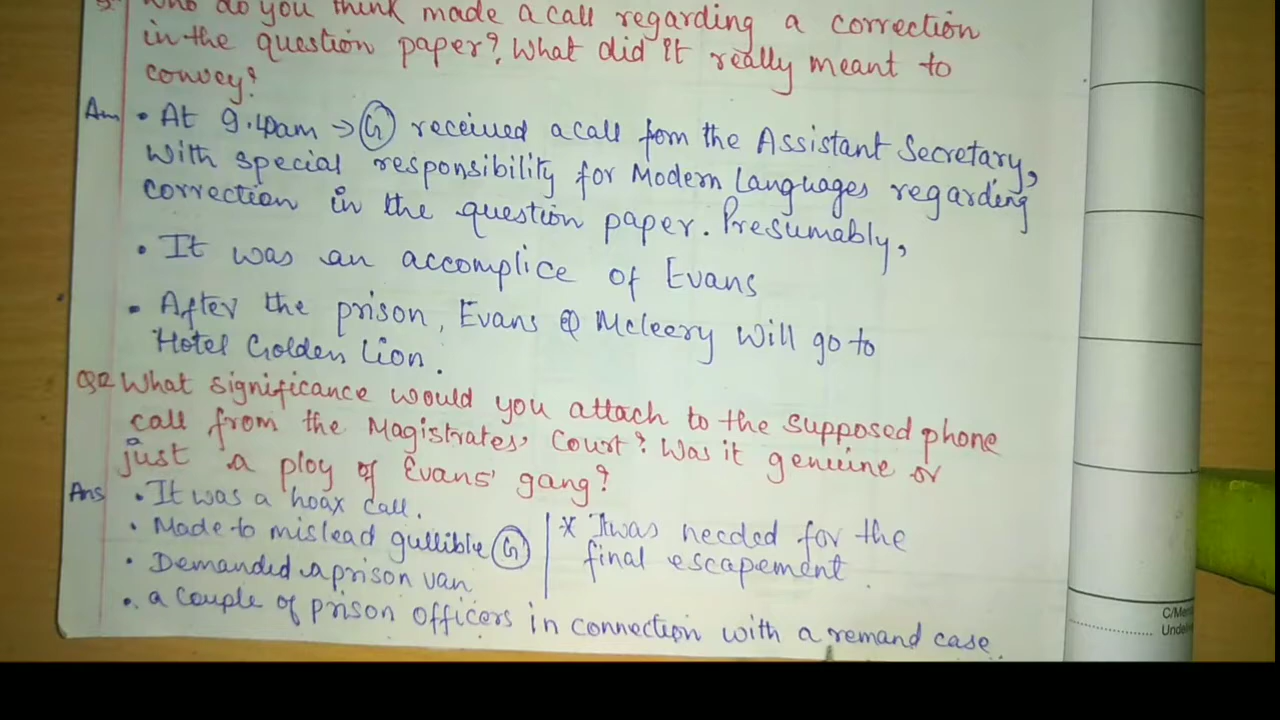 do you think made a call regarding a correction
in the question paper? What did it really meant to
convey?
Ans • At 9.40am → G received a call fom the Assistant Secretary,
with special responsibility for Modern Languages regarding
correction in the question paper. Presumably,
• It was an accomplice of Evans
• After the prison, Evans & Mcleery will go to
Hotel Golden Lion.
Q2 What significance would you attach to the supposed phone
call from the Magistrates' Court? Was it genuine or
just a ploy of Evans' gang?
Ans • It was a hoax call.
• Made to mislead gullible G
• Demanded a prison van
• a couple of prison officers in connection with a remand case.
* Itwas needed for the
final escapement.
C/Mem